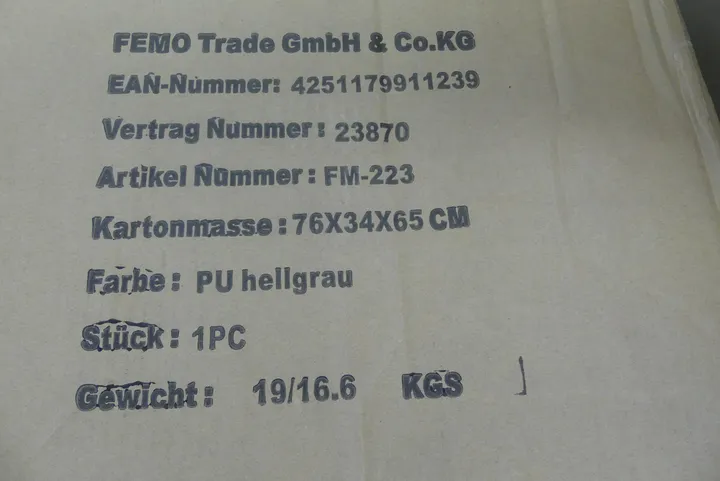 FEMO Trade GmbH & Co.KG
EAN-Nummer: 4251179911239
Vertrag Nummer: 23870
Artikel Nummer: FM-223
Kartonmasse: 76X34X65 CM
Farbe: PU hellgrau
Stück: 1PC
Gewicht: 19/16.6 KGS